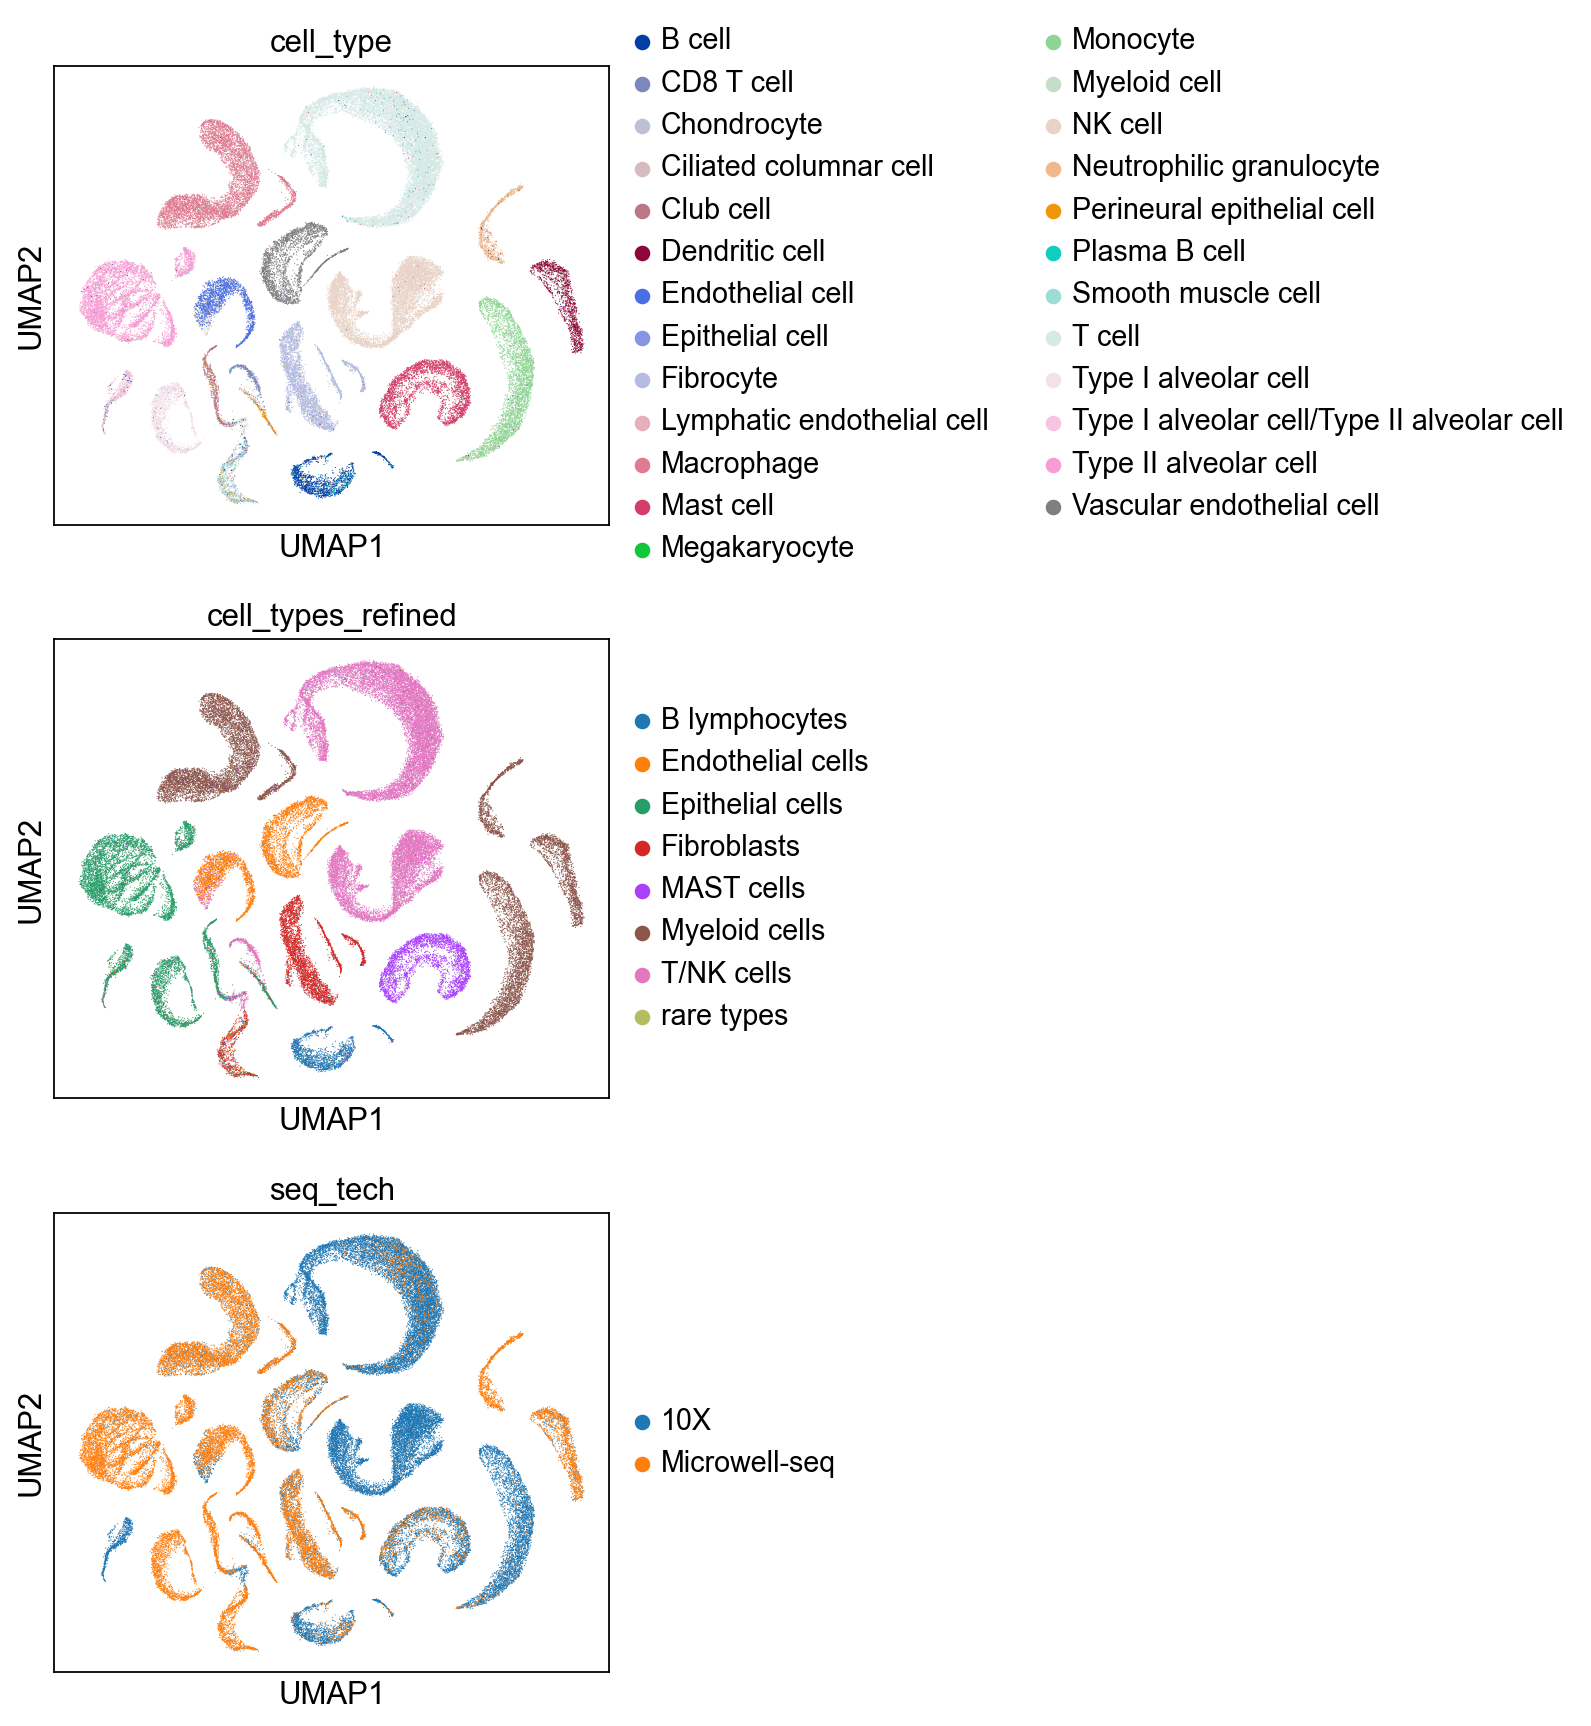 cell_type
UMAP2
UMAP1
B cell
CD8 T cell
Chondrocyte
Ciliated columnar cell
Club cell
Dendritic cell
Endothelial cell
Epithelial cell
Fibrocyte
Lymphatic endothelial cell
Macrophage
Mast cell
Megakaryocyte
Monocyte
Myeloid cell
NK cell
Neutrophilic granulocyte
Perineural epithelial cell
Plasma B cell
Smooth muscle cell
T cell
Type I alveolar cell
Type I alveolar cell/Type II alveolar cell
Type II alveolar cell
Vascular endothelial cell
cell_types_refined
UMAP2
UMAP1
B lymphocytes
Endothelial cells
Epithelial cells
Fibroblasts
MAST cells
Myeloid cells
T/NK cells
rare types
seq_tech
UMAP2
UMAP1
10X
Microwell-seq